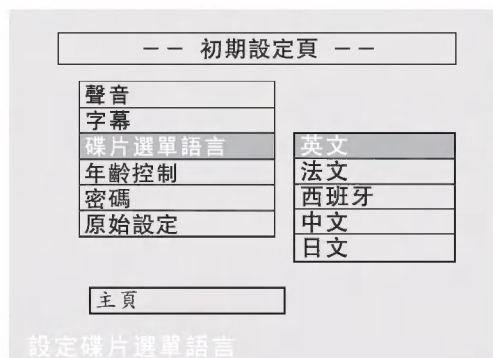 －－ 初期設定頁 －－
聲音
字幕
碟片選單語言
年齡控制
密碼
原始設定
英文
法文
西班牙
中文
日文
主頁
設定碟片選單語言